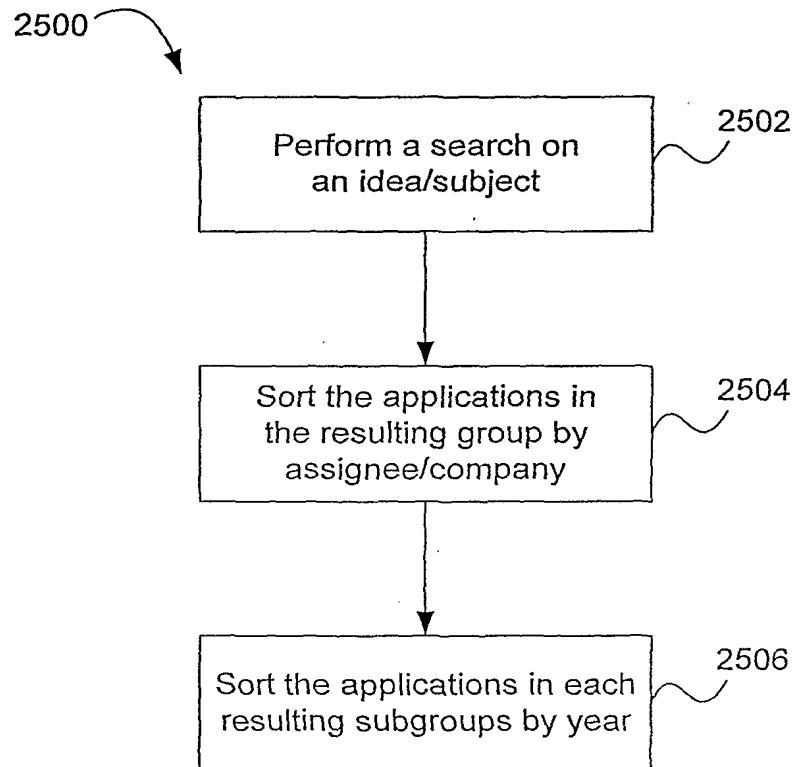 2500
Perform a search on
an idea/subject
2502
Sort the applications in
the resulting group by
assignee/company
2504
Sort the applications in each
resulting subgroups by year
2506